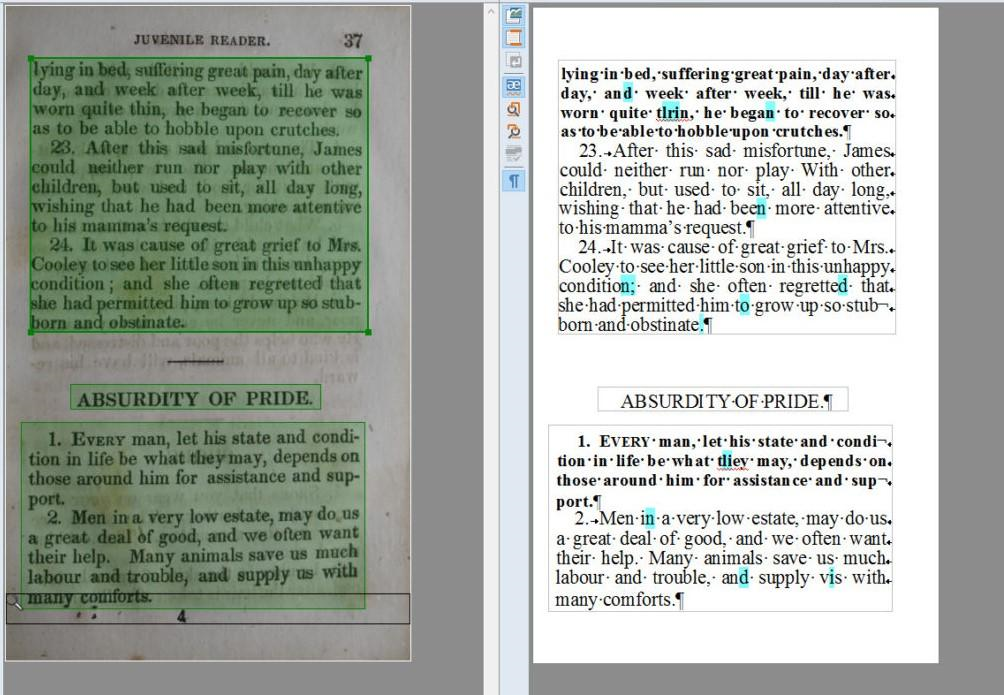 JUVENILE READER. 37
lying in bed, suffering great pain, day after
day, and week after week, till he was
worn quite thin, he began to recover so
as to be able to hobble upon crutches.
23. After this sad misfortune, James
could neither run nor play with other
children, but used to sit, all day long,
wishing that he had been more attentive
to his mamma's request.
24. It was cause of great grief to Mrs.
Cooley to see her little son in this unhappy
condition; and she often regretted that
she had permitted him to grow up so stub-
born and obstinate.
ABSURDITY OF PRIDE.
1. EVERY man, let his state and condi-
tion in life be what they may, depends on
those around him for assistance and sup-
port.
2. Men in a very low estate, may do us
a great deal of good, and we often want
their help. Many animals save us much
labour and trouble, and supply us with
many comforts.
4
lying in bed, suffering great pain, day after
day, and week after week, till he was
worn quite tlrin, he began to recover so
as to be able to hobble upon crutches.¶
23. After this sad misfortune, James
could neither run nor play With other
children, but used to sit, all day long,
wishing that he had been more attentive
to his mamma's request.¶
24. It was cause of great grief to Mrs.
Cooley to see her little son in this unhappy
condition; and she often regretted that
she had permitted him to grow up so stub¬
born and obstinate.¶
ABSURDITY OF PRIDE.¶
1. EVERY man, let his state and condi¬
tion in life be what tliey may, depends on
those around him for assistance and sup¬
port.¶
2. Men in a very low estate, may do us
a great deal of good, and we often want
their help. Many animals save us much
labour and trouble, and supply vis with
many comforts.¶